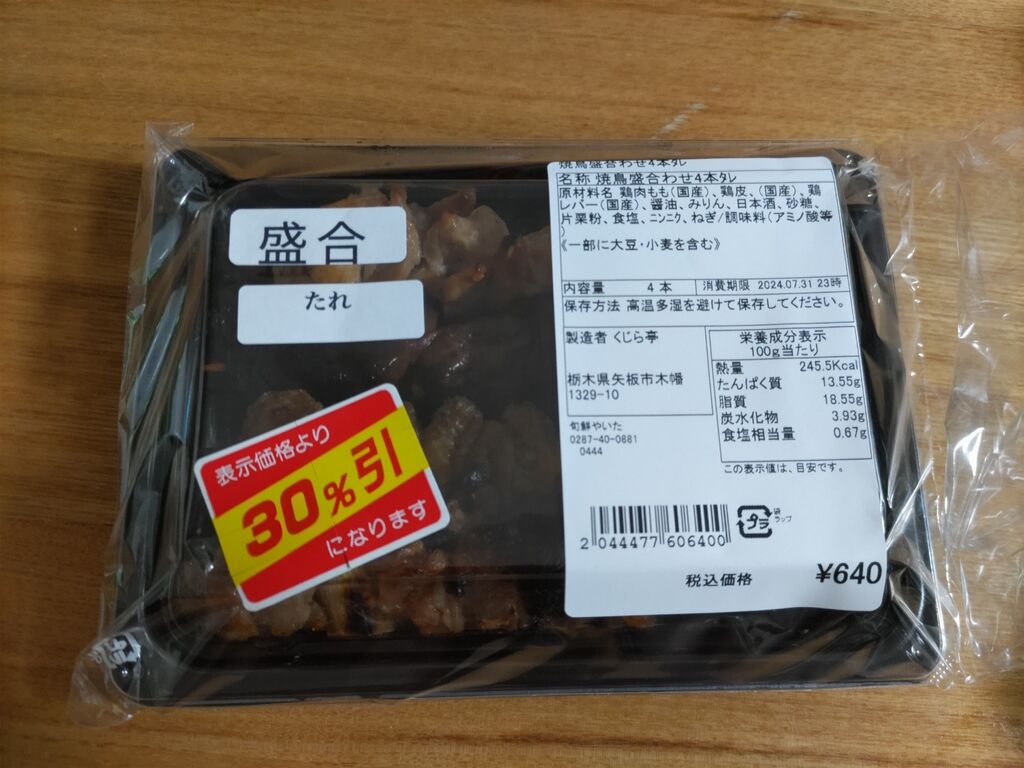 盛合
たれ
表示価格より
30%引
になります
焼鳥盛合わせ4本タレ
名称 焼鳥盛合わせ4本タレ
原材料名 鶏肉もも(国産)、鶏皮、(国産)、鶏
レバー(国産)、醤油、みりん、日本酒、砂糖、
片栗粉、食塩、ニンニク、ねぎ/調味料(アミノ酸等
)
《一部に大豆・小麦を含む》
内容量 4本 消費期限 2024.07.31 23時
保存方法 高温多湿を避けて保存してください。
製造者 くじら亭
栃木県矢板市木幡
1329-10
旬鮮やいた
0287-40-0881
0444
栄養成分表示
100g当たり
熱量 245.5Kcal
たんぱく質 13.55g
脂質 18.55g
炭水化物 3.93g
食塩相当量 0.67g
この表示値は、目安です。
2 044477 606400
プラ
袋
ラップ
税込価格 ¥640